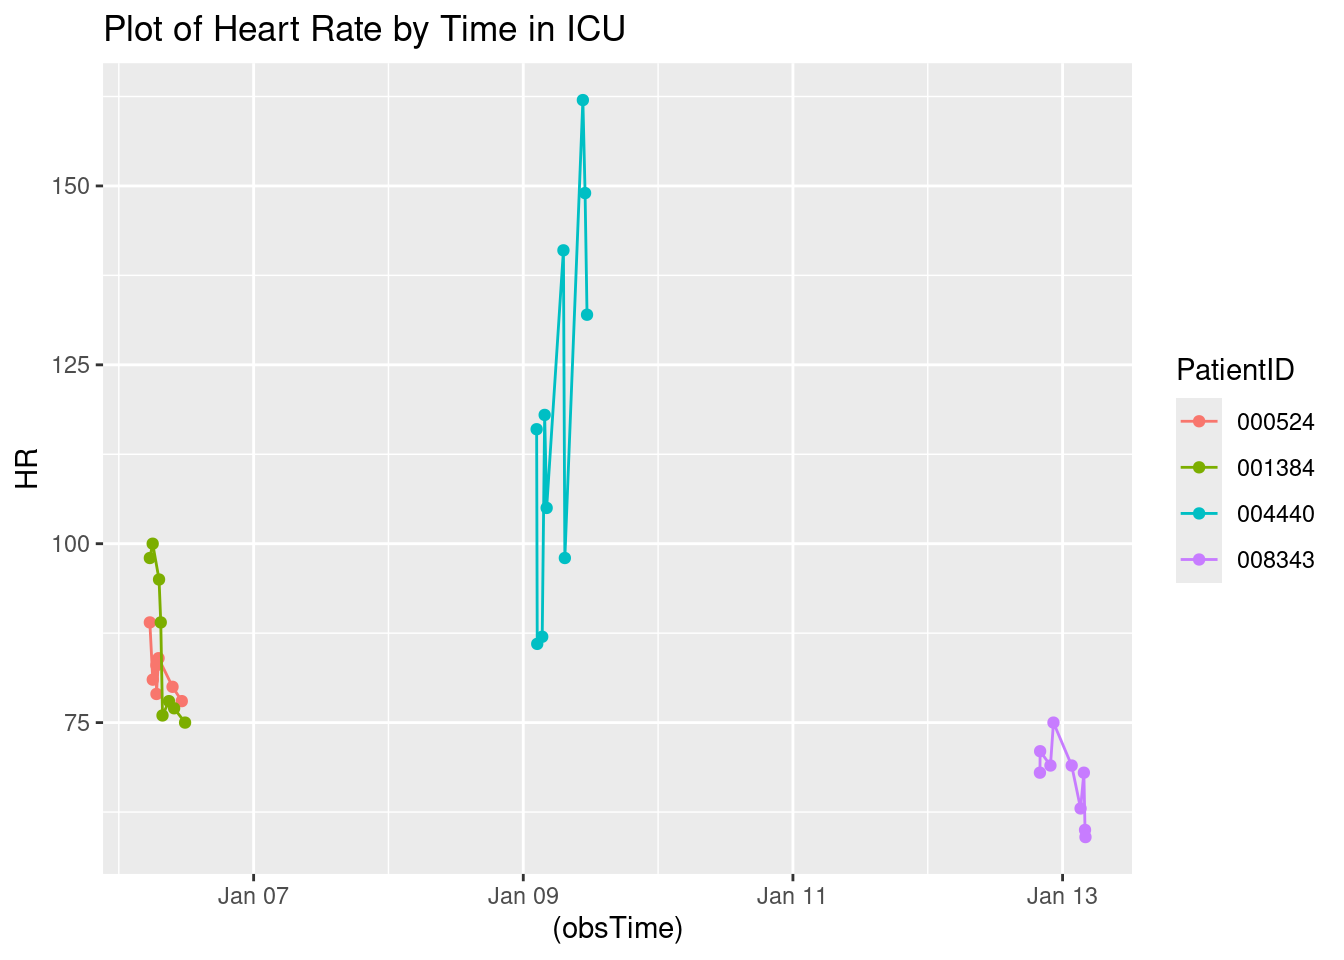 Plot of Heart Rate by Time in ICU
150
125
100
75
HR
Jan 07
Jan 09
Jan 11
Jan 13
(obsTime)
PatientID
000524
001384
004440
008343